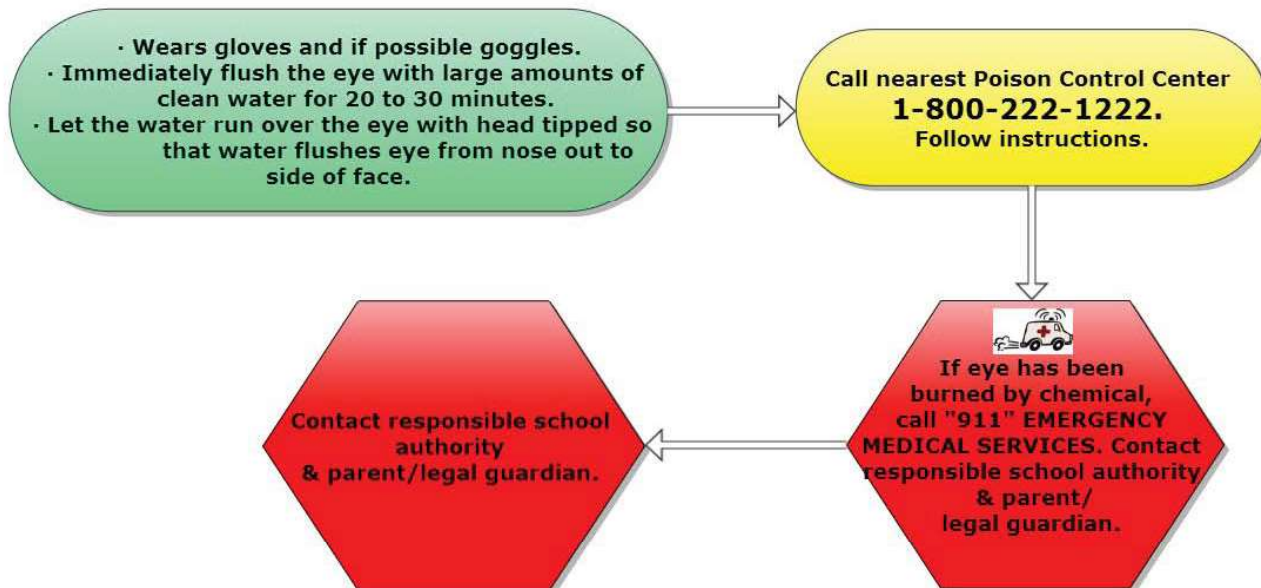 · Wears gloves and if possible goggles.
· Immediately flush the eye with large amounts of
clean water for 20 to 30 minutes.
· Let the water run over the eye with head tipped so
that water flushes eye from nose out to
side of face.
Call nearest Poison Control Center
1-800-222-1222.
Follow instructions.
If eye has been
burned by chemical,
call "911" EMERGENCY
MEDICAL SERVICES. Contact
responsible school authority
& parent/
legal guardian.
Contact responsible school
authority
& parent/legal guardian.